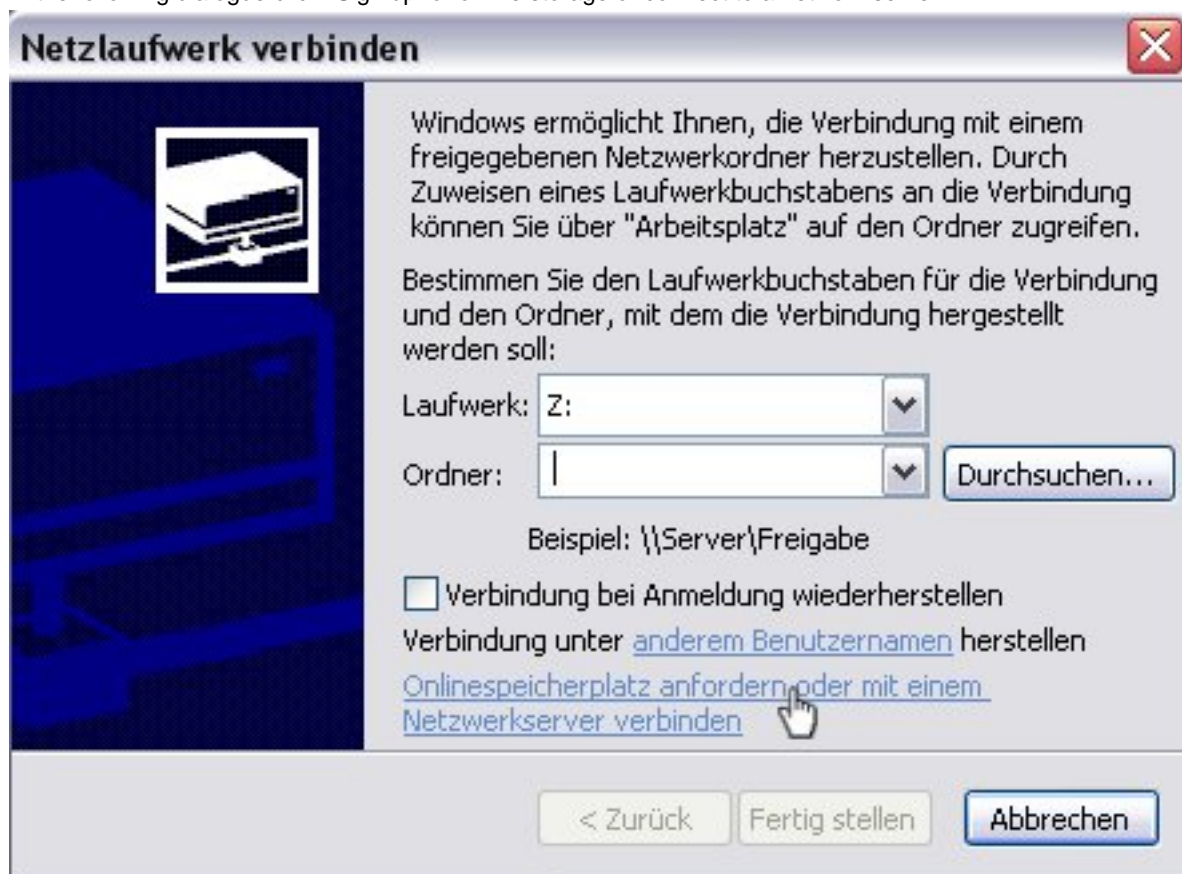 Netzlaufwerk verbinden
Windows ermöglicht Ihnen, die Verbindung mit einem
freigegebenen Netzwerkordner herzustellen. Durch
Zuweisen eines Laufwerkbuchstabens an die Verbindung
können Sie über "Arbeitsplatz" auf den Ordner zugreifen.
Bestimmen Sie den Laufwerkbuchstaben für die Verbindung
und den Ordner, mit dem die Verbindung hergestellt
werden soll:
Laufwerk: Z:
Ordner: Durchsuchen...
Beispiel: \\Server\Freigabe
Verbindung bei Anmeldung wiederherstellen
Verbindung unter anderem Benutzernamen herstellen
Onlinespeicherplatz anfordern oder mit einem
Netzwerkserver verbinden
< Zurück Fertig stellen Abbrechen